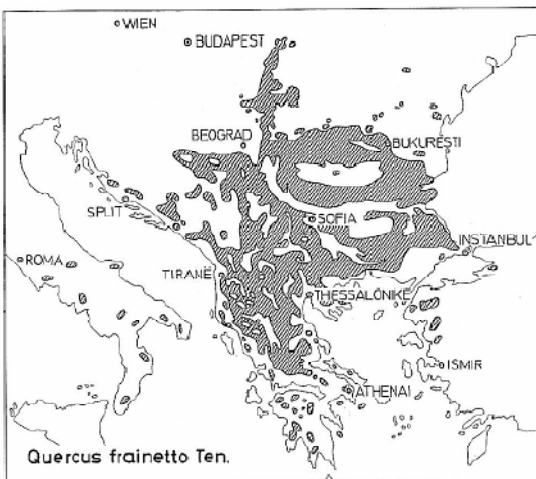 WIEN
BUDAPEST
BEOGRAD
BUKUREŞTI
SPLIT
SOFIA
INSTANBUL
ROMA
TIRANË
THESSALONIKE
ISMIR
ATHENAI
Quercus frainetto Ten.